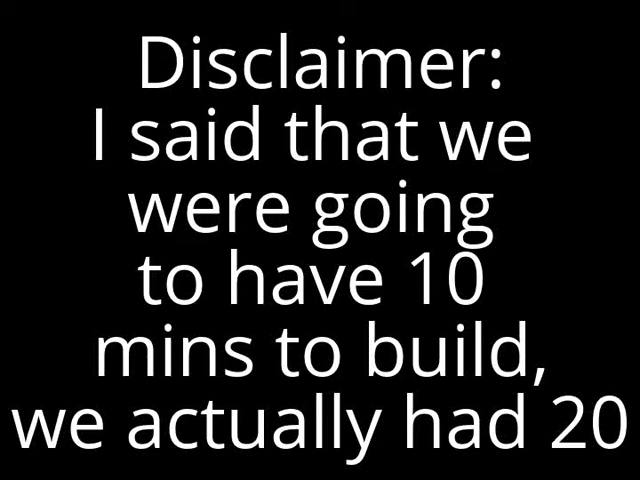 Disclaimer:
I said that we
were going
to have 10
mins to build,
we actually had 20